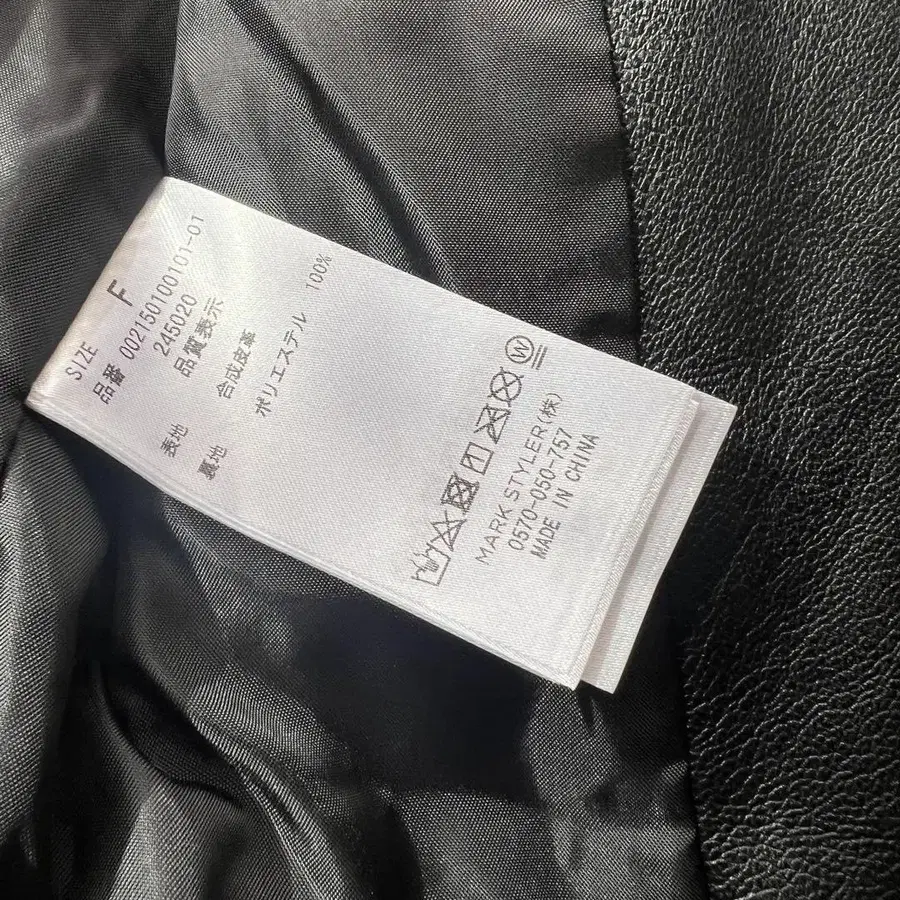 SIZE F
品番 002150100101-01
245020
品質表示
表地 合成皮革
裏地 ポリエステル 100%
W
MARK STYLER(株)
0570-050-757
MADE IN CHINA